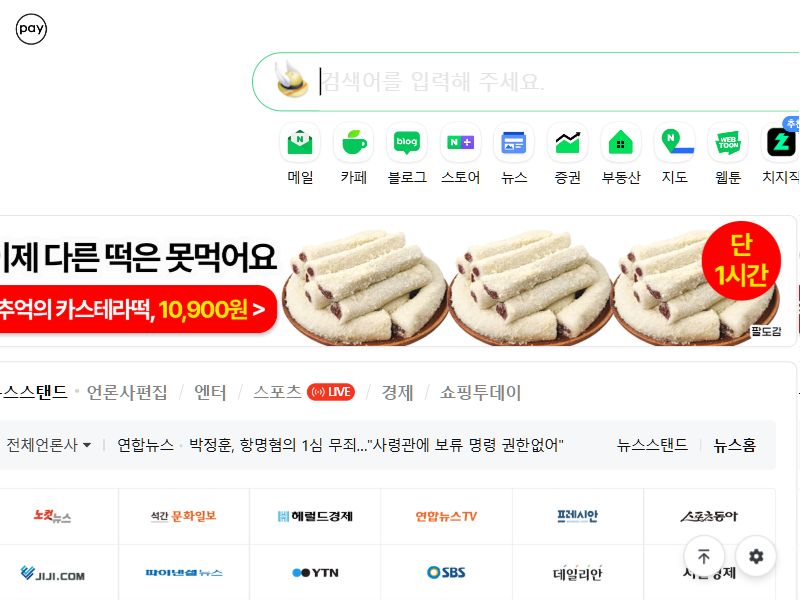 pay
검색어를 입력해 주세요.
추천
메일 카페 blog 블로그 N+ 스토어 뉴스 증권 부동산 N 지도 WEB TOON 웹툰 치지직
이제 다른 떡은 못먹어요
추억의 카스테라떡, 10,900원 >
단
1시간
팔도감
뉴스스탠드 · 언론사편집 / 엔터 / 스포츠 LIVE / 경제 / 쇼핑투데이
전체언론사 연합뉴스 · 박정훈, 항명혐의 1심 무죄..."사령관에 보류 명령 권한없어" 뉴스스탠드 뉴스홈
노컷뉴스 석간 문화일보 헤럴드경제 연합뉴스TV 프레시안 스포츠동아
JIJI.COM 파이낸셜뉴스 YTN SBS 데일리안